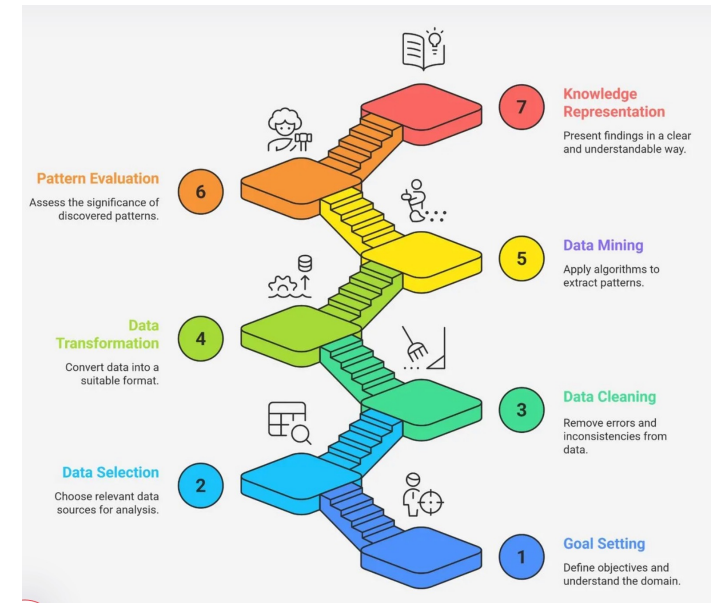 7
Knowledge
Representation
Present findings in a clear
and understandable way.
Pattern Evaluation
6
Assess the significance of
discovered patterns.
5
Data Mining
Apply algorithms to
extract patterns.
Data
Transformation
4
Convert data into a
suitable format.
3
Data Cleaning
Remove errors and
inconsistencies from
data.
Data Selection
2
Choose relevant data
sources for analysis.
1
Goal Setting
Define objectives and
understand the domain.